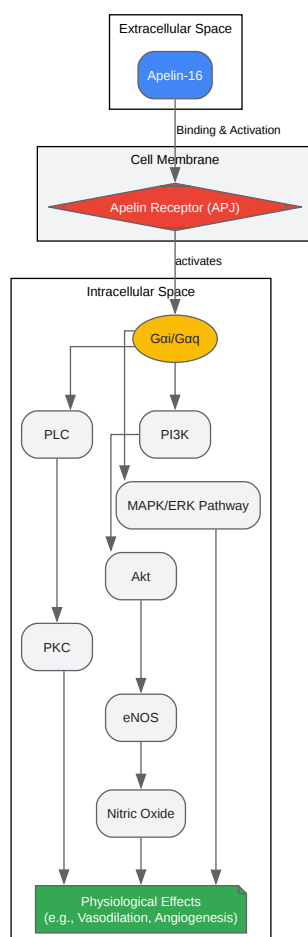 Extracellular Space
Apelin-16
Binding & Activation
Cell Membrane
Apelin Receptor (APJ)
activates
Intracellular Space
Gαi/Gαq
PLC
PI3K
MAPK/ERK Pathway
Akt
PKC
eNOS
Nitric Oxide
Physiological Effects
(e.g., Vasodilation, Angiogenesis)